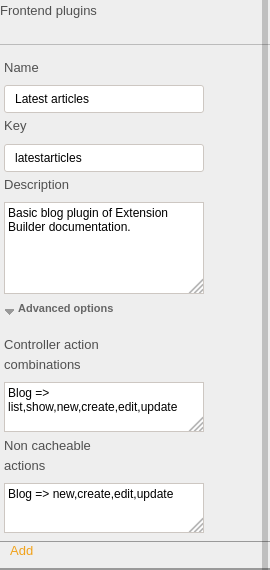 Frontend plugins
Name
Latest articles
Key
latestarticles
Description
Basic blog plugin of Extension
Builder documentation.
Advanced options
Controller action
combinations
Blog =>
list,show,new,create,edit,update
Non cacheable
actions
Blog => new,create,edit,update
Add